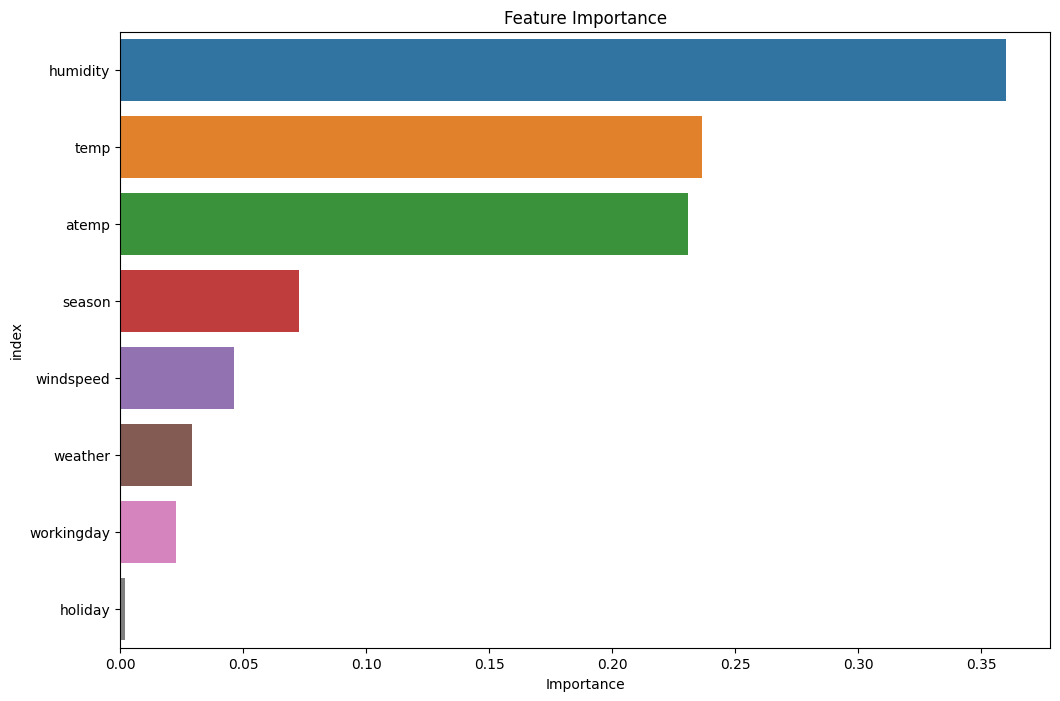 Feature Importance
humidity
temp
atemp
season
windspeed
weather
workingday
holiday
index
0.00 0.05 0.10 0.15 0.20 0.25 0.30 0.35
Importance